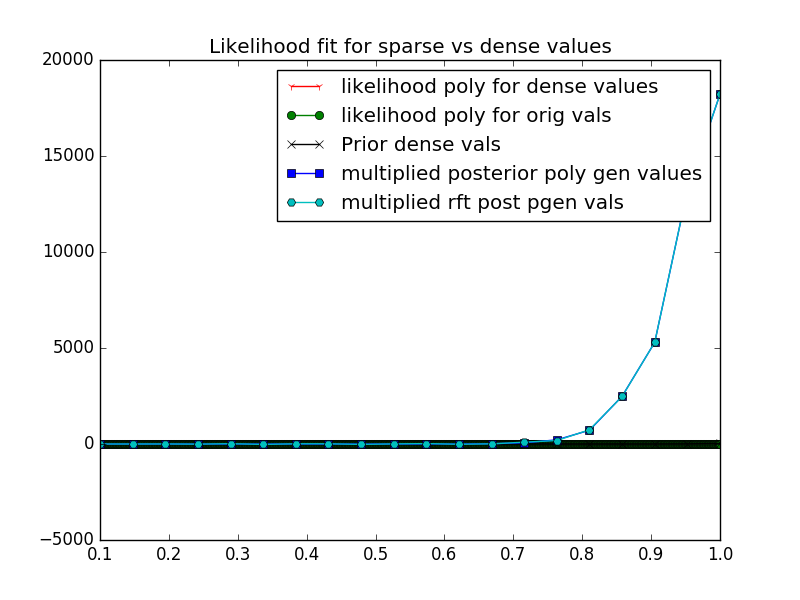 Likelihood fit for sparse vs dense values
20000
15000
10000
5000
0
−5000
likelihood poly for dense values
likelihood poly for orig vals
Prior dense vals
multiplied posterior poly gen values
multiplied rft post pgen vals
0.1 0.2 0.3 0.4 0.5 0.6 0.7 0.8 0.9 1.0